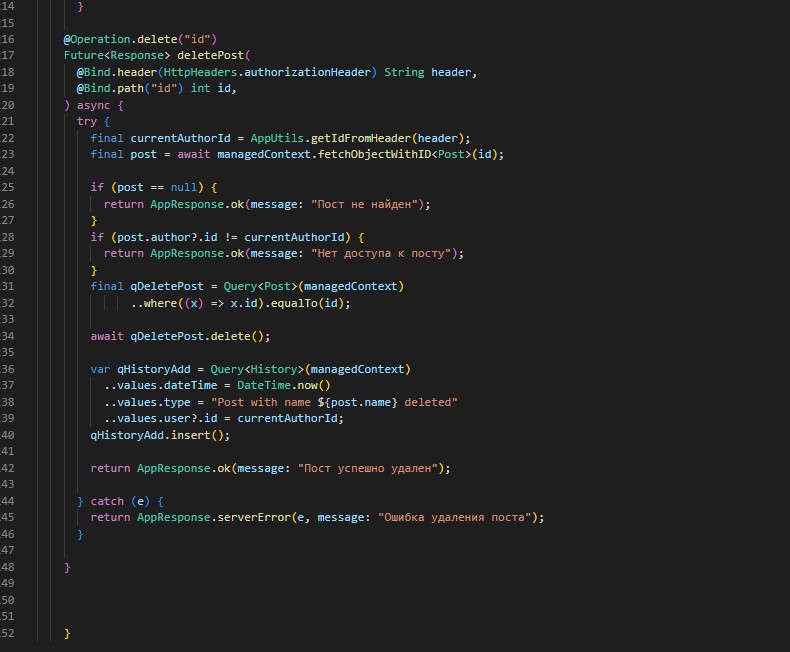 14 }
15
16 @Operation.delete("id")
17 Future<Response> deletePost(
18 @Bind.header(HttpHeaders.authorizationHeader) String header,
19 @Bind.path("id") int id,
20 ) async {
21 try {
22 final currentAuthorId = AppUtils.getIdFromHeader(header);
23 final post = await managedContext.fetchObjectWithID<Post>(id);
24
25 if (post == null) {
26 return AppResponse.ok(message: "Пост не найден");
27 }
28 if (post.author?.id != currentAuthorId) {
29 return AppResponse.ok(message: "Нет доступа к посту");
30 }
31 final qDeletePost = Query<Post>(managedContext)
32 ..where((x) => x.id).equalTo(id);
33
34 await qDeletePost.delete();
35
36 var qHistoryAdd = Query<History>(managedContext)
37 ..values.dateTime = DateTime.now()
38 ..values.type = "Post with name ${post.name} deleted"
39 ..values.user?.id = currentAuthorId;
40 qHistoryAdd.insert();
41
42 return AppResponse.ok(message: "Пост успешно удален");
43
44 } catch (e) {
45 return AppResponse.serverError(e, message: "Ошибка удаления поста");
46 }
47
48 }
49
50
51
52 }